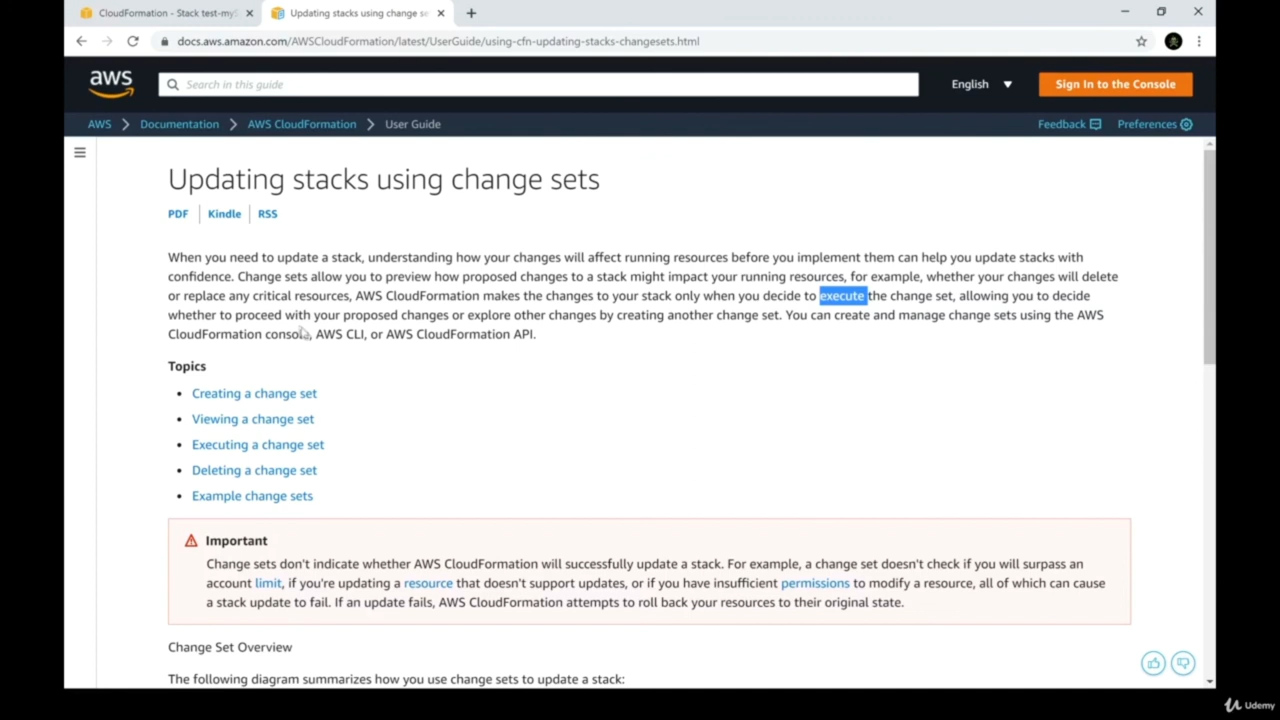 CloudFormation - Stack test-myS
Updating stacks using change set
docs.aws.amazon.com/AWSCloudFormation/latest/UserGuide/using-cfn-updating-stacks-changesets.html
aws
Search in this guide
English
Sign In to the Console
AWS
Documentation
AWS CloudFormation
User Guide
Feedback
Preferences
Updating stacks using change sets
PDF
Kindle
RSS
When you need to update a stack, understanding how your changes will affect running resources before you implement them can help you update stacks with
confidence. Change sets allow you to preview how proposed changes to a stack might impact your running resources, for example, whether your changes will delete
or replace any critical resources, AWS CloudFormation makes the changes to your stack only when you decide to execute the change set, allowing you to decide
whether to proceed with your proposed changes or explore other changes by creating another change set. You can create and manage change sets using the AWS
CloudFormation console, AWS CLI, or AWS CloudFormation API.
Topics
• Creating a change set
• Viewing a change set
• Executing a change set
• Deleting a change set
• Example change sets
Important
Change sets don't indicate whether AWS CloudFormation will successfully update a stack. For example, a change set doesn't check if you will surpass an
account limit, if you're updating a resource that doesn't support updates, or if you have insufficient permissions to modify a resource, all of which can cause
a stack update to fail. If an update fails, AWS CloudFormation attempts to roll back your resources to their original state.
Change Set Overview
The following diagram summarizes how you use change sets to update a stack:
Udemy